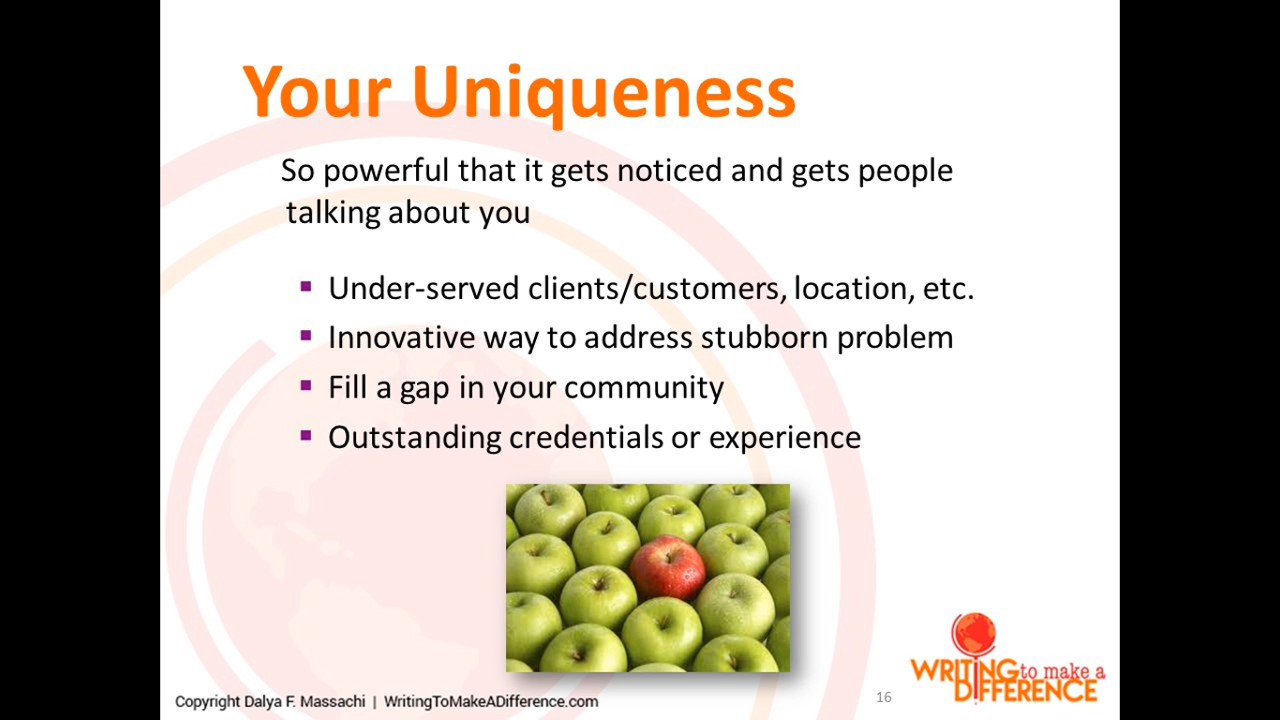 Your Uniqueness
So powerful that it gets noticed and gets people
talking about you
▪ Under-served clients/customers, location, etc.
▪ Innovative way to address stubborn problem
▪ Fill a gap in your community
▪ Outstanding credentials or experience
WRITING to make a
DIFFERENCE
Copyright Dalya F. Massachi | WritingToMakeADifference.com
16